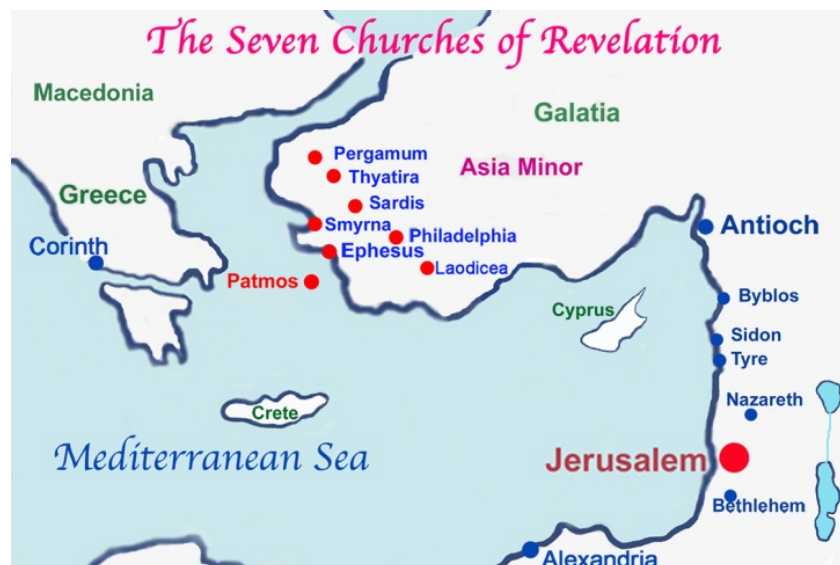 The Seven Churches of Revelation
Macedonia
Galatia
Pergamum
Asia Minor
Thyatira
Greece
Sardis
Smyrna
Antioch
Philadelphia
Corinth
Ephesus
Laodicea
Patmos
Byblos
Cyprus
Sidon
Tyre
Nazareth
Crete
Mediterranean Sea
Jerusalem
Bethlehem
Alexandria